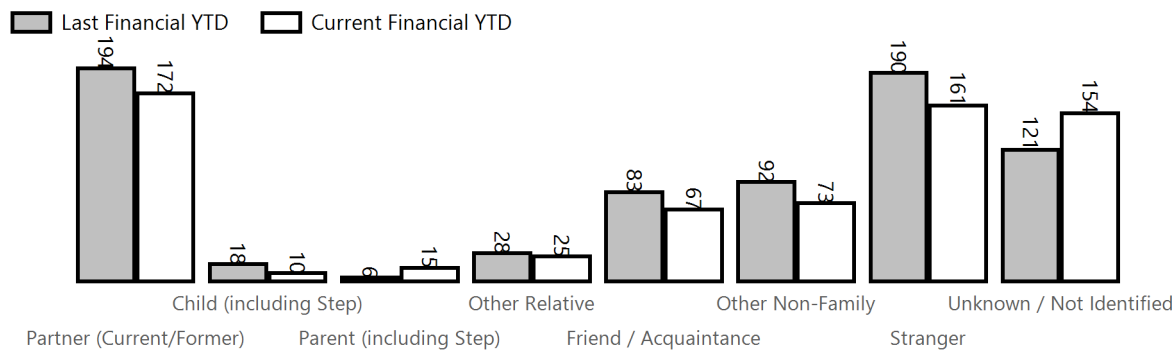 Last Financial YTD
Current Financial YTD
194
172
18
10
6
15
28
25
83
67
92
73
190
161
121
154
Child (including Step)
Other Relative
Other Non-Family
Unknown / Not Identified
Partner (Current/Former)
Parent (including Step)
Friend / Acquaintance
Stranger